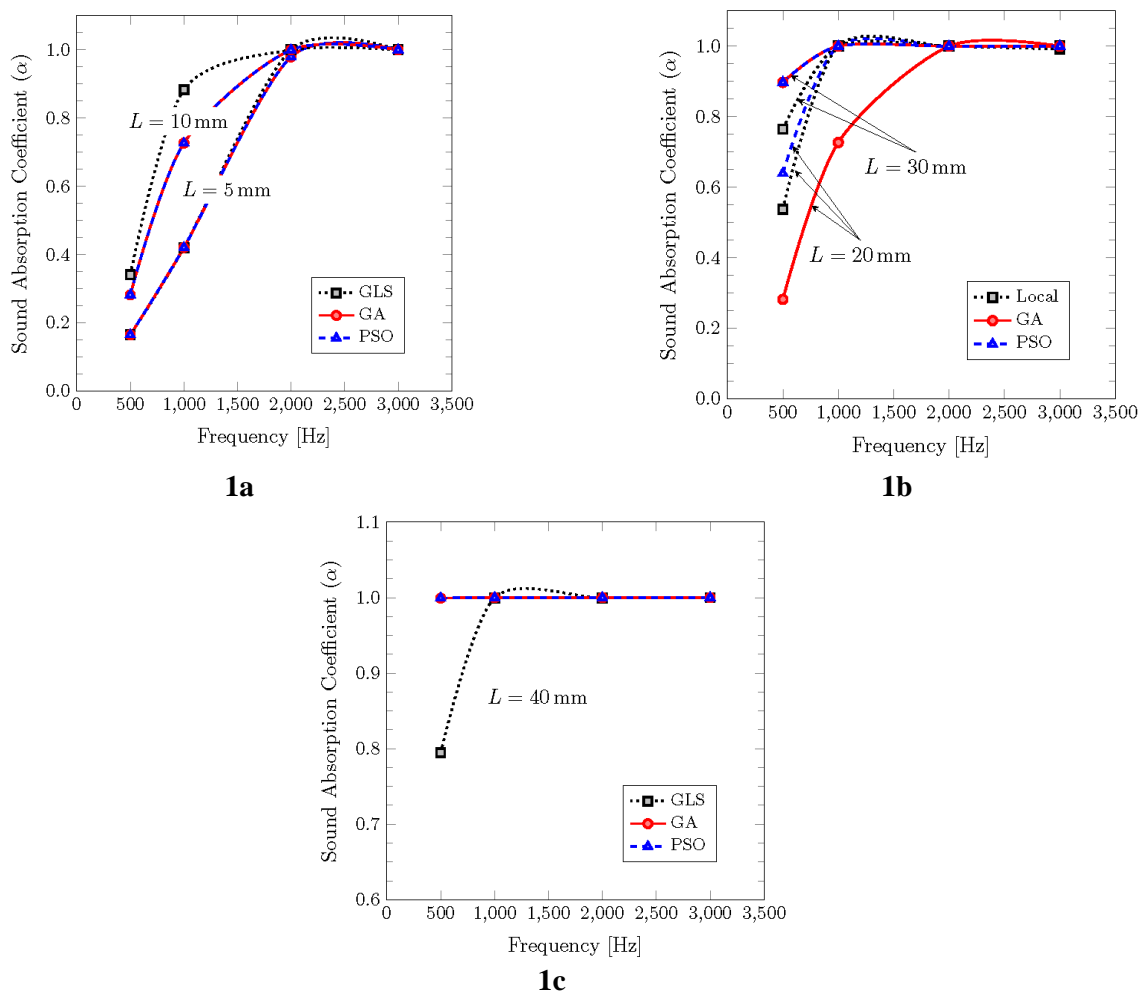 Sound Absorption Coefficient (α)
1.0
0.8
0.6
0.4
0.2
0.0
L = 10 mm
L = 5 mm
GLS
GA
PSO
0 500 1,000 1,500 2,000 2,500 3,000 3,500
Frequency [Hz]
1a
Sound Absorption Coefficient (α)
1.0
0.8
0.6
0.4
0.2
0.0
L = 30 mm
L = 20 mm
Local
GA
PSO
0 500 1,000 1,500 2,000 2,500 3,000 3,500
Frequency [Hz]
1b
Sound Absorption Coefficient (α)
1.1
1.0
0.9
0.8
0.7
0.6
L = 40 mm
GLS
GA
PSO
0 500 1,000 1,500 2,000 2,500 3,000 3,500
Frequency [Hz]
1c